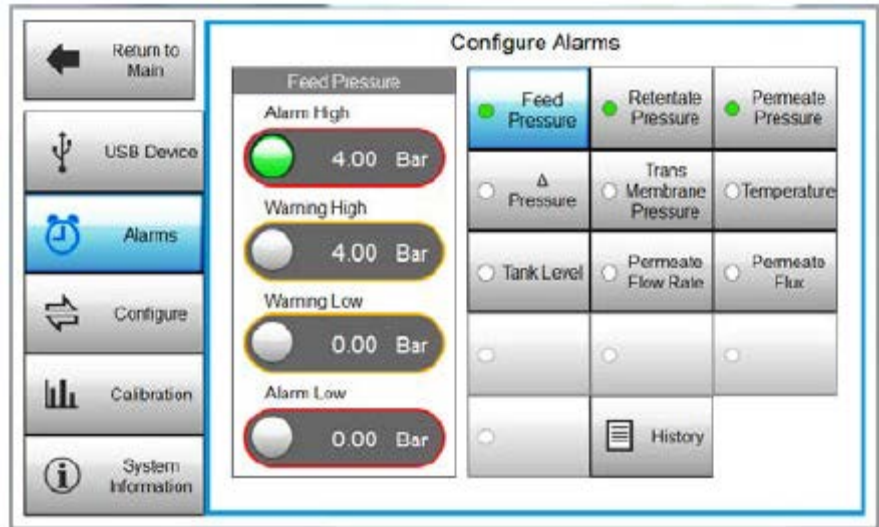 Configure Alarms
Return to
Main
USB Device
Alarms
Configure
Calibration
System
Information
Feed Pressure
Alarm High
4.00 Bar
Warning High
4.00 Bar
Warning Low
0.00 Bar
Alarm Low
0.00 Bar
Feed
Pressure
Retentate
Pressure
Permeate
Pressure
Δ
Pressure
Trans
Membrane
Pressure
Temperature
Tank Level
Permeate
Flow Rate
Permeate
Flux
History